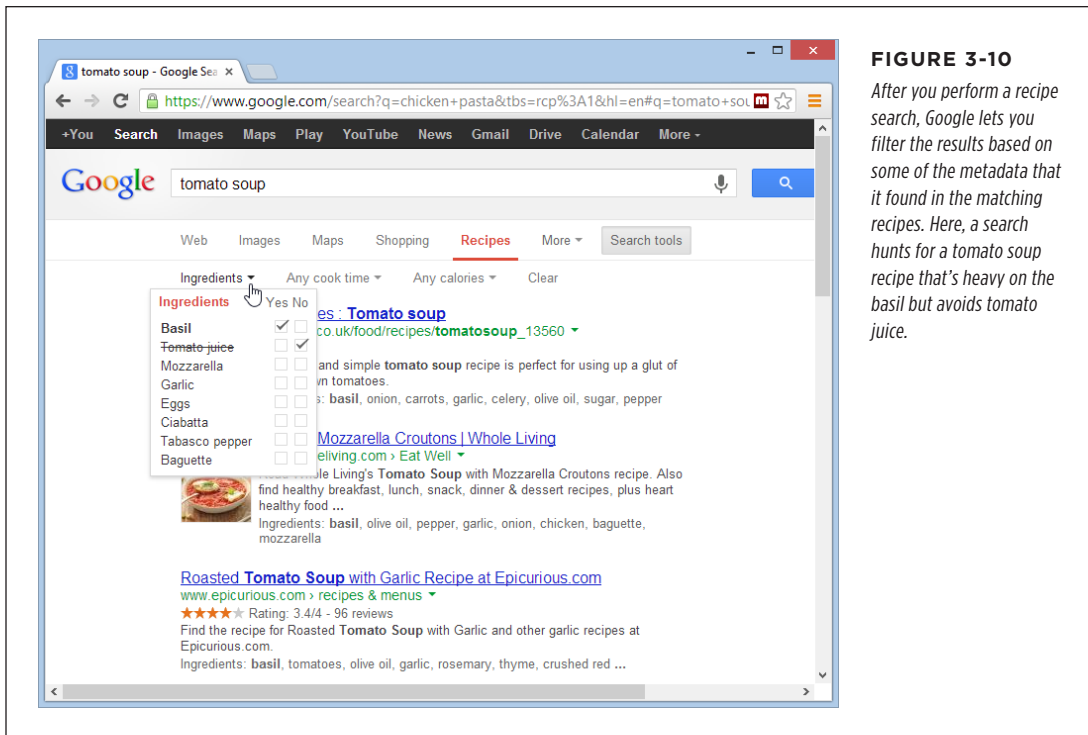 tomato soup - Google Sea
https://www.google.com/search?q=chicken+pasta&tbs=rcp%3A1&hl=en#q=tomato+sou
+You Search Images Maps Play YouTube News Gmail Drive Calendar More
Google tomato soup
Web Images Maps Shopping Recipes More Search tools
Ingredients Any cook time Any calories Clear
Ingredients Yes No
Basil
Tomato juice
Mozzarella
Garlic
Eggs
Ciabatta
Tabasco pepper
Baguette
es : Tomato soup
co.uk/food/recipes/tomatosoup_13560
and simple tomato soup recipe is perfect for using up a glut of
wn tomatoes.
s: basil, onion, carrots, garlic, celery, olive oil, sugar, pepper
Mozzarella Croutons | Whole Living
eliving.com › Eat Well
Living's Tomato Soup with Mozzarella Croutons recipe. Also
find healthy breakfast, lunch, snack, dinner & dessert recipes, plus heart
healthy food ...
Ingredients: basil, olive oil, pepper, garlic, onion, chicken, baguette,
mozzarella
Roasted Tomato Soup with Garlic Recipe at Epicurious.com
www.epicurious.com › recipes & menus
Rating: 3.4/4 - 96 reviews
Find the recipe for Roasted Tomato Soup with Garlic and other garlic recipes at
Epicurious.com.
Ingredients: basil, tomatoes, olive oil, garlic, rosemary, thyme, crushed red ...
FIGURE 3-10
After you perform a recipe
search, Google lets you
filter the results based on
some of the metadata that
it found in the matching
recipes. Here, a search
hunts for a tomato soup
recipe that's heavy on the
basil but avoids tomato
juice.